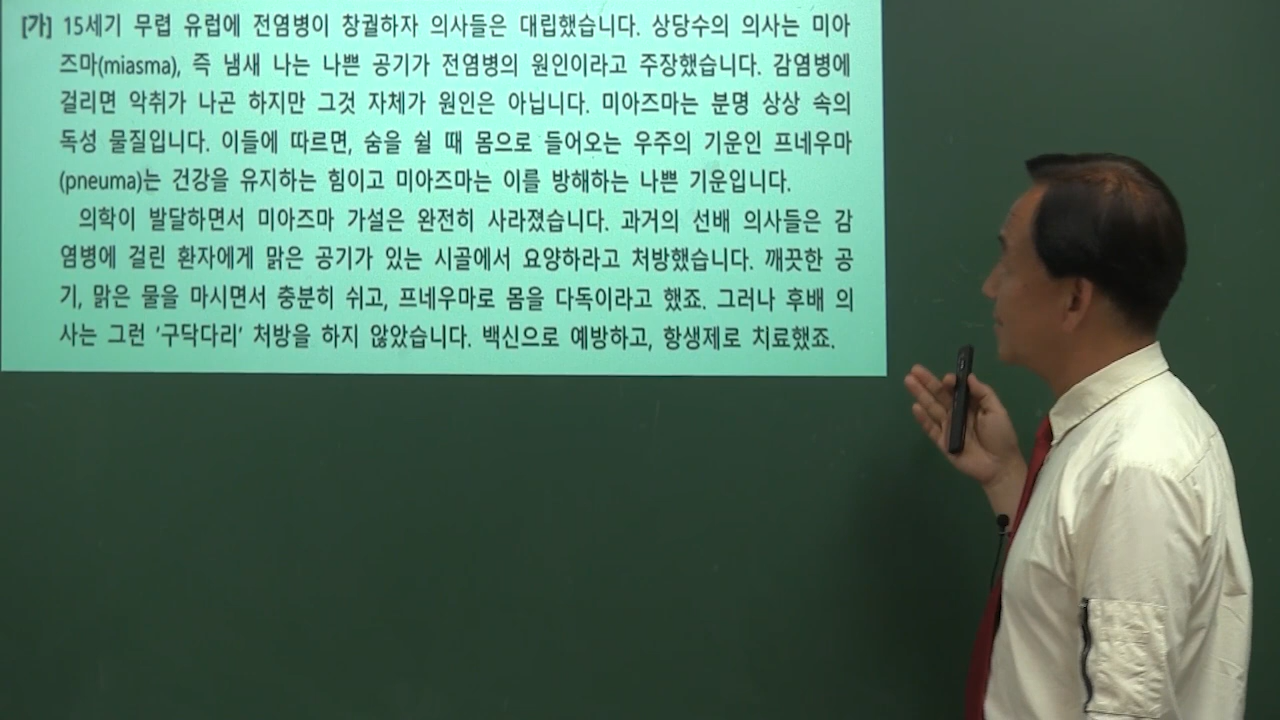 [가] 15세기 무렵 유럽에 전염병이 창궐하자 의사들은 대립했습니다. 상당수의 의사는 미아
즈마(miasma), 즉 냄새 나는 나쁜 공기가 전염병의 원인이라고 주장했습니다. 감염병에
걸리면 악취가 나곤 하지만 그것 자체가 원인은 아닙니다. 미아즈마는 분명 상상 속의
독성 물질입니다. 이들에 따르면, 숨을 쉴 때 몸으로 들어오는 우주의 기운인 프네우마
(pneuma)는 건강을 유지하는 힘이고 미아즈마는 이를 방해하는 나쁜 기운입니다.
의학이 발달하면서 미아즈마 가설은 완전히 사라졌습니다. 과거의 선배 의사들은 감
염병에 걸린 환자에게 맑은 공기가 있는 시골에서 요양하라고 처방했습니다. 깨끗한 공
기, 맑은 물을 마시면서 충분히 쉬고, 프네우마로 몸을 다독이라고 했죠. 그러나 후배 의
사는 그런 '구닥다리' 처방을 하지 않았습니다. 백신으로 예방하고, 항생제로 치료했죠.